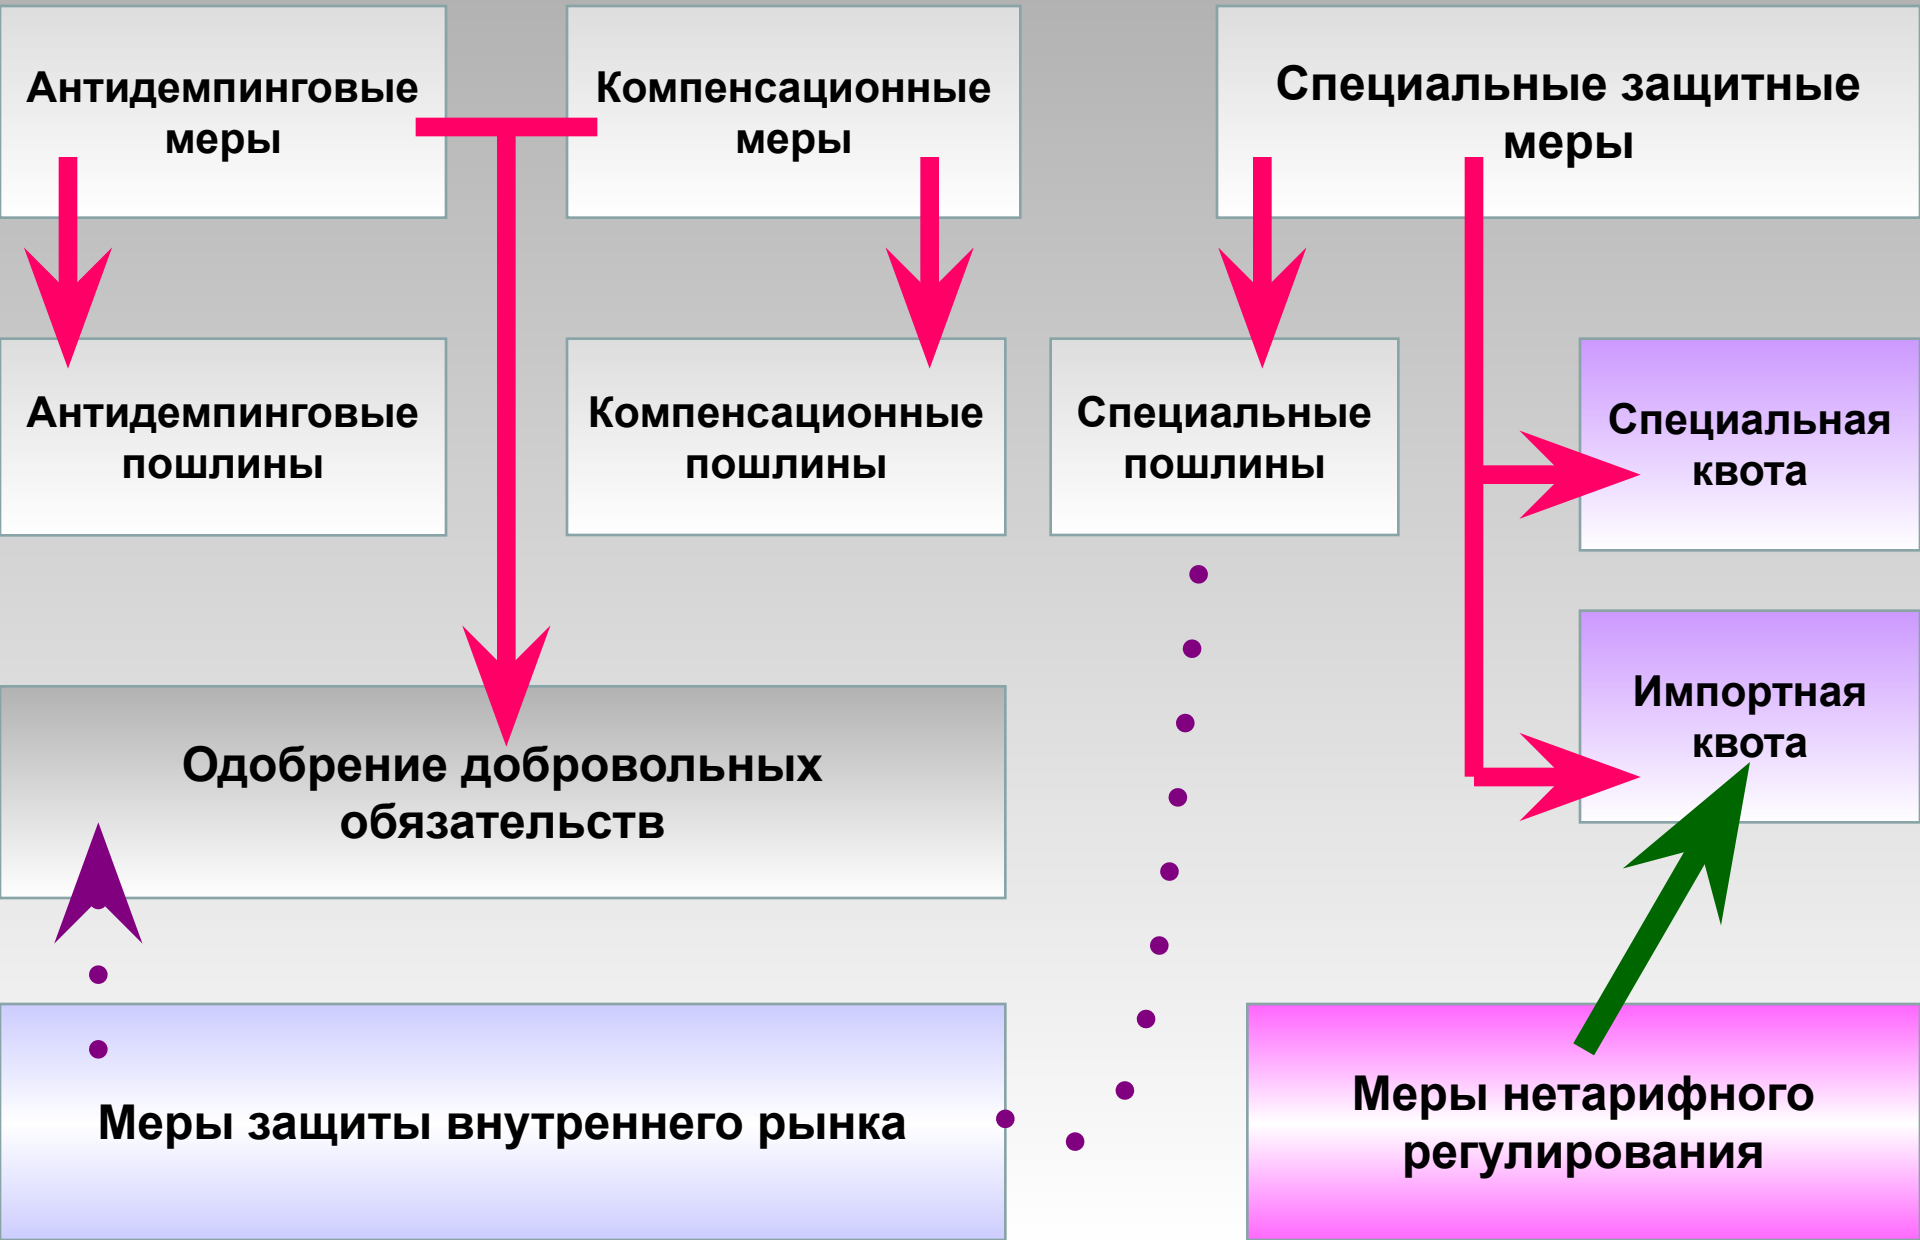 Антидемпинговые
меры
Компенсационные
меры
Специальные защитные
меры
Антидемпинговые
пошлины
Компенсационные
пошлины
Специальные
пошлины
Специальная
квота
Импортная
квота
Одобрение добровольных
обязательств
Меры защиты внутреннего рынка
Меры нетарифного
регулирования